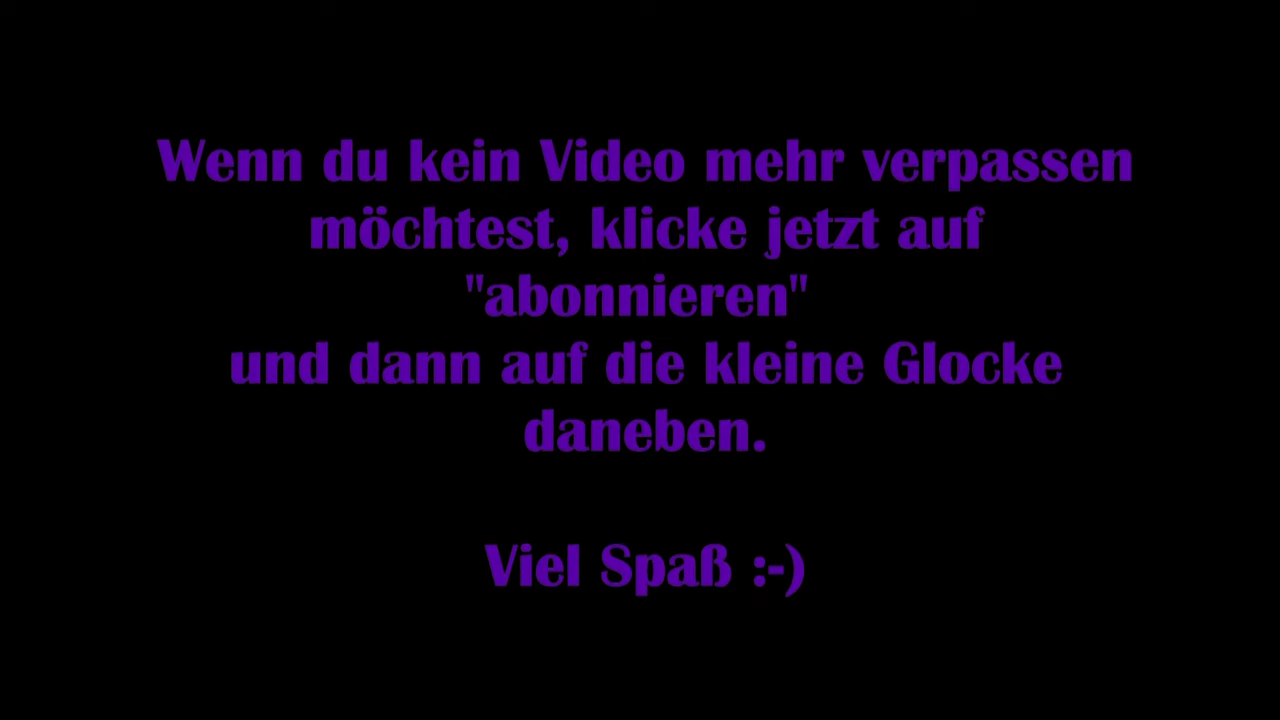 Wenn du kein Video mehr verpassen
möchtest, klicke jetzt auf
"abonnieren"
und dann auf die kleine Glocke
daneben.
Viel Spaß :-)